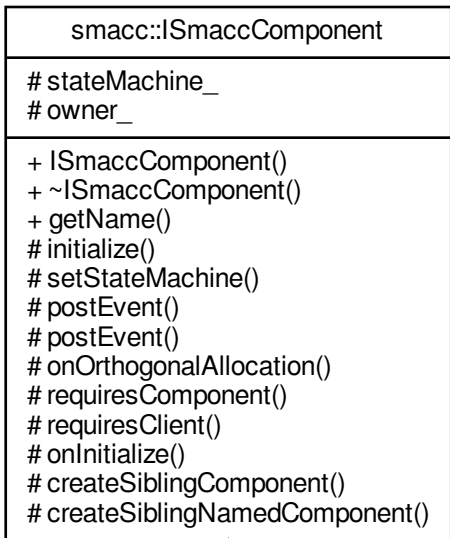 smacc::ISmaccComponent
# stateMachine_
# owner_
+ ISmaccComponent()
+ ~ISmaccComponent()
+ getName()
# initialize()
# setStateMachine()
# postEvent()
# postEvent()
# onOrthogonalAllocation()
# requiresComponent()
# requiresClient()
# onInitialize()
# createSiblingComponent()
# createSiblingNamedComponent()